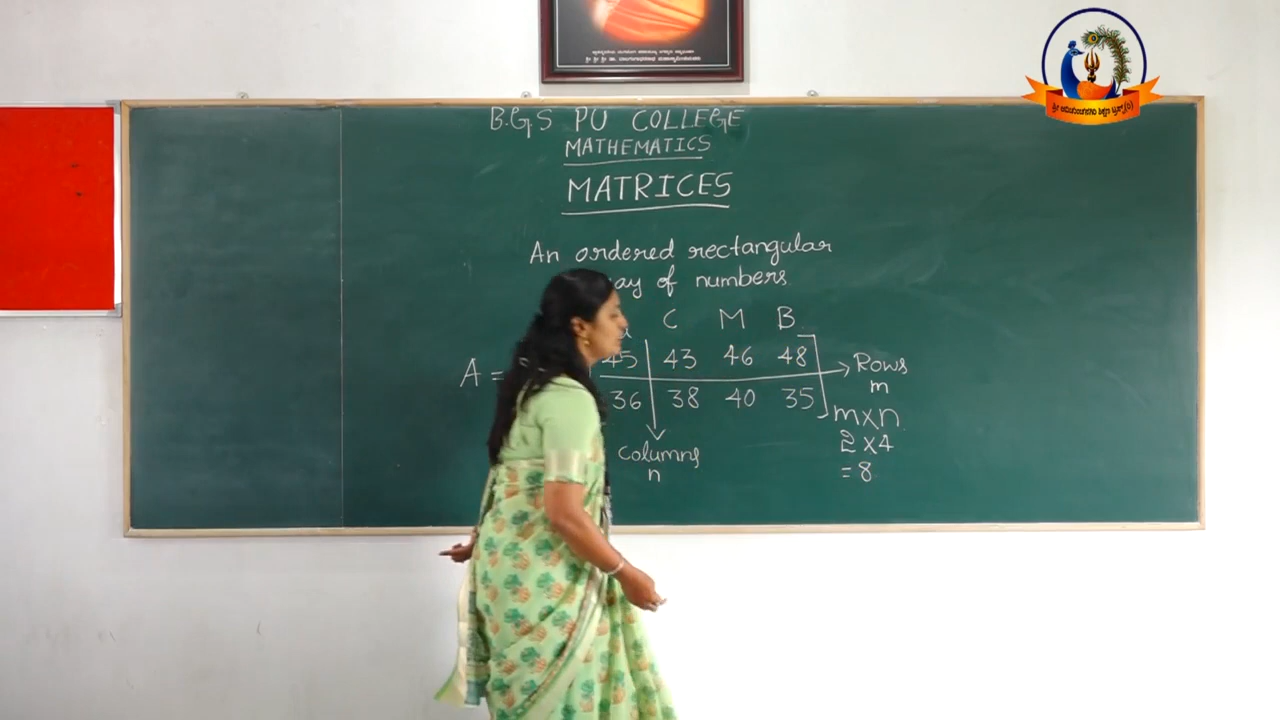 B.G.S PU COLLEGE
MATHEMATICS
MATRICES
An ordered rectangular
of numbers
C M B
A = 45 43 46 48 → Rows
m
36 38 40 35
m×n
columns
2×4
n
= 8